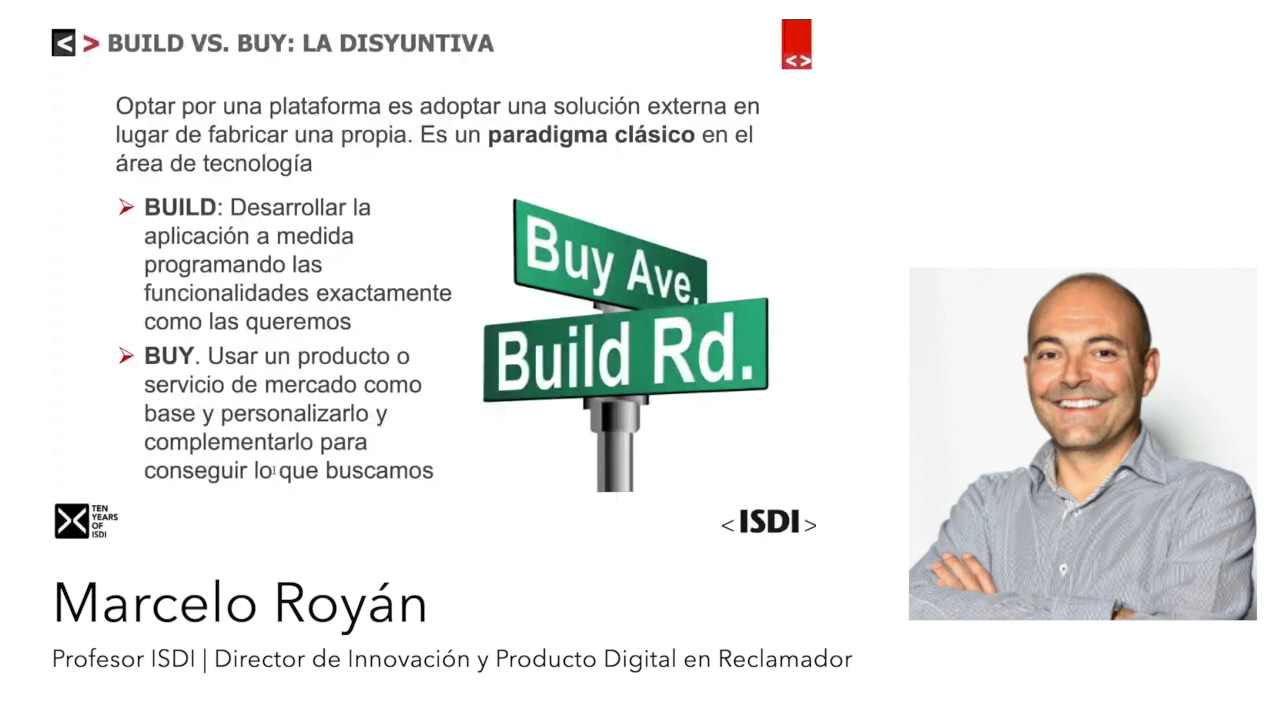 < > BUILD VS. BUY: LA DISYUNTIVA
< >
Optar por una plataforma es adoptar una solución externa en
lugar de fabricar una propia. Es un paradigma clásico en el
área de tecnología
BUILD: Desarrollar la
aplicación a medida
programando las
funcionalidades exactamente
como las queremos
BUY. Usar un producto o
servicio de mercado como
base y personalizarlo y
complementarlo para
conseguir lo que buscamos
Buy Ave.
Build Rd.
TEN
YEARS
OF
ISDI
<ISDI>
Marcelo Royán
Profesor ISDI | Director de Innovación y Producto Digital en Reclamador